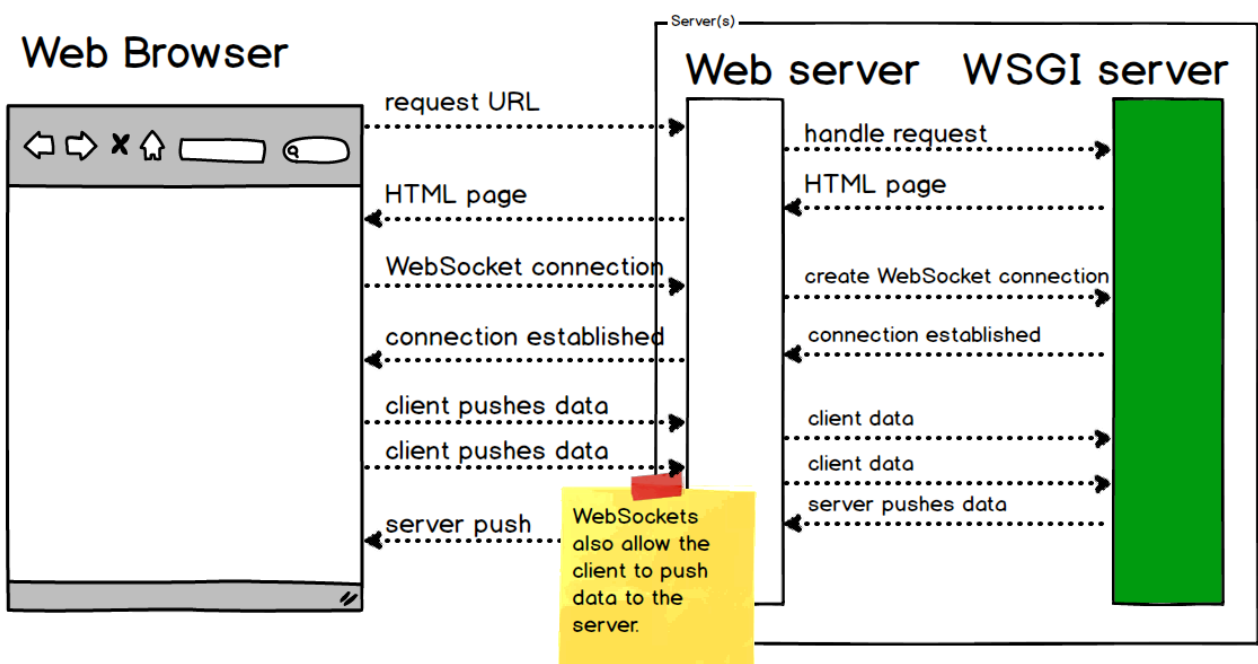 Server(s)
Web Browser
Web server
WSGI server
request URL
handle request
HTML page
HTML page
WebSocket connection
create WebSocket connection
connection established
connection established
client pushes data
client data
client pushes data
client data
server pushes data
server push
WebSockets
also allow the
client to push
data to the
server.